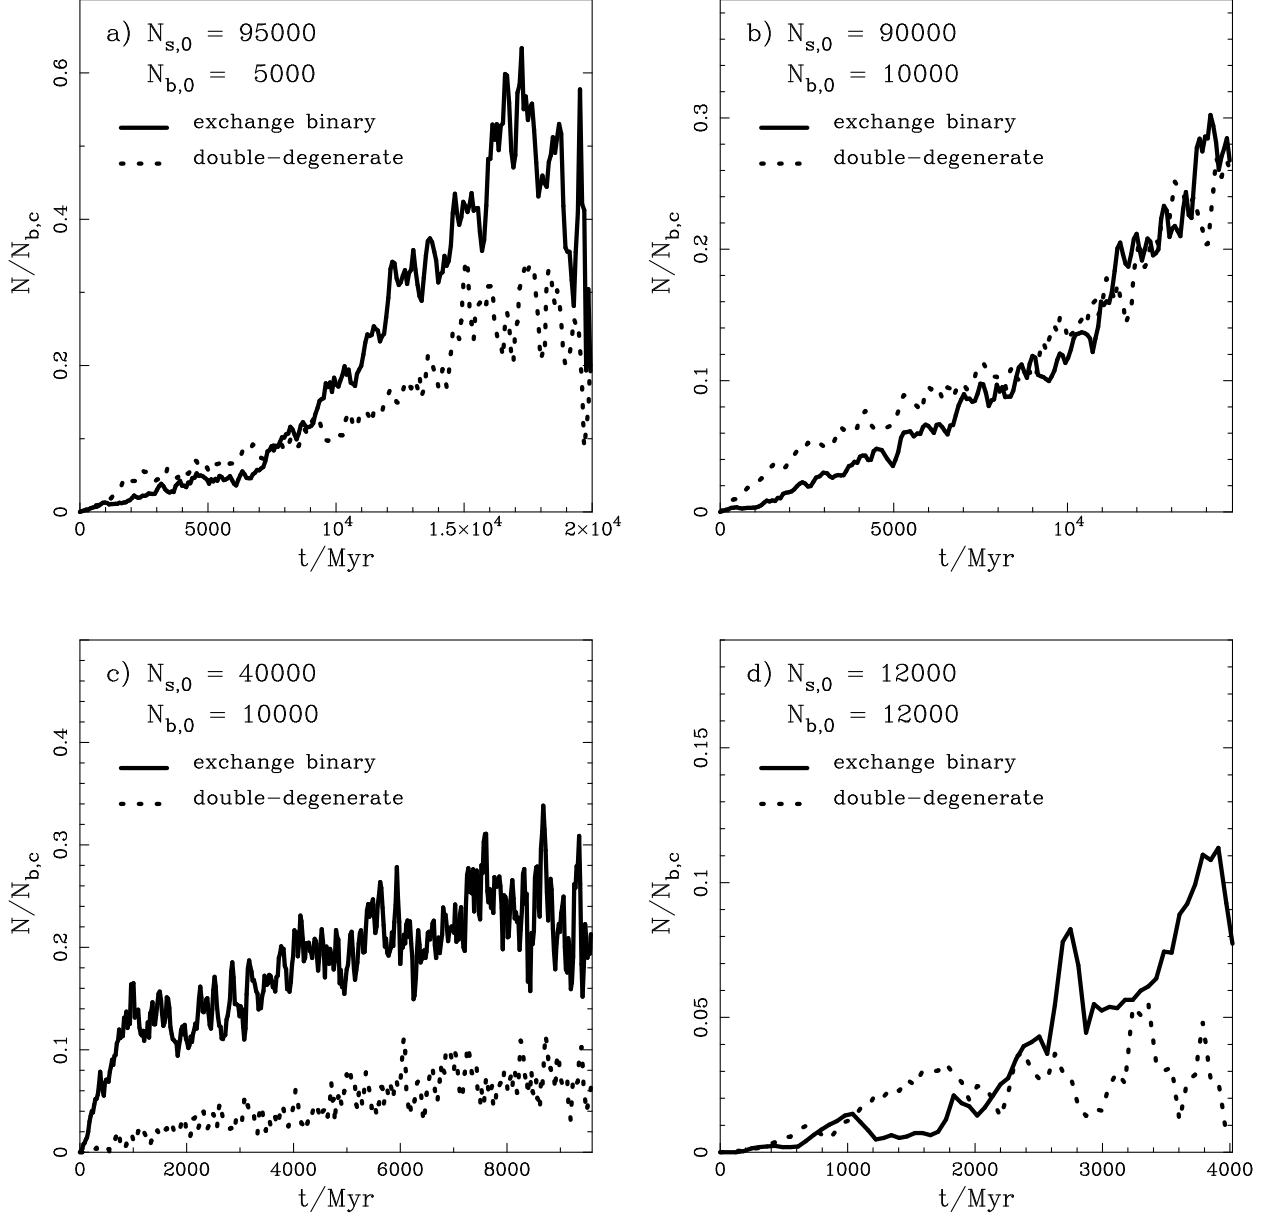 a) N_{s,0} = 95000
N_{b,0} = 5000
exchange binary
double-degenerate
N/N_{b,c}
0.6
0.4
0.2
0
0 5000 10^4 1.5×10^4 2×10^4
t/Myr
b) N_{s,0} = 90000
N_{b,0} = 10000
exchange binary
double-degenerate
N/N_{b,c}
0.3
0.2
0.1
0
0 5000 10^4
t/Myr
c) N_{s,0} = 40000
N_{b,0} = 10000
exchange binary
double-degenerate
N/N_{b,c}
0.4
0.3
0.2
0.1
0
0 2000 4000 6000 8000
t/Myr
d) N_{s,0} = 12000
N_{b,0} = 12000
exchange binary
double-degenerate
N/N_{b,c}
0.15
0.1
0.05
0
0 1000 2000 3000 4000
t/Myr